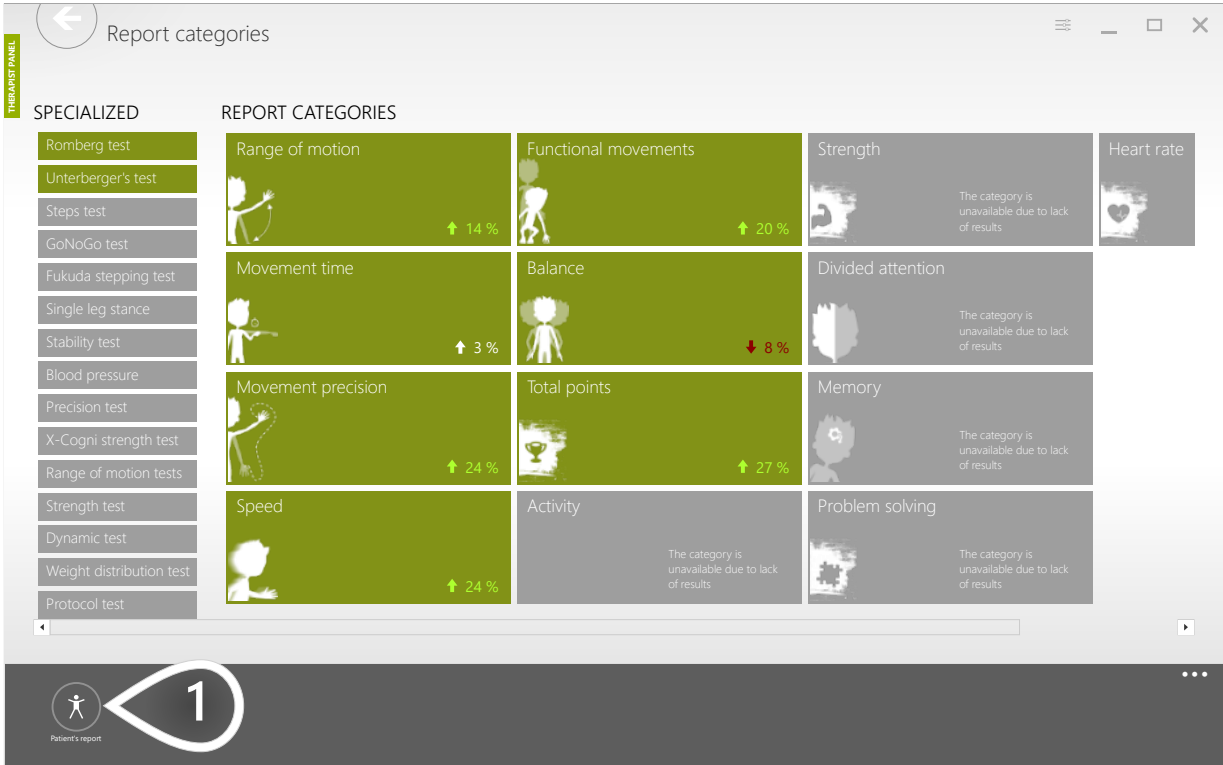 Report categories
THERAPIST PANEL
SPECIALIZED
Romberg test
Unterberger's test
Steps test
GoNoGo test
Fukuda stepping test
Single leg stance
Stability test
Blood pressure
Precision test
X-Cogni strength test
Range of motion tests
Strength test
Dynamic test
Weight distribution test
Protocol test
REPORT CATEGORIES
Range of motion
14 %
Functional movements
20 %
Strength
The category is
unavailable due to lack
of results
Heart rate
Movement time
3 %
Balance
8 %
Divided attention
The category is
unavailable due to lack
of results
Movement precision
24 %
Total points
27 %
Memory
The category is
unavailable due to lack
of results
Speed
24 %
Activity
The category is
unavailable due to lack
of results
Problem solving
The category is
unavailable due to lack
of results
1
Patient's report